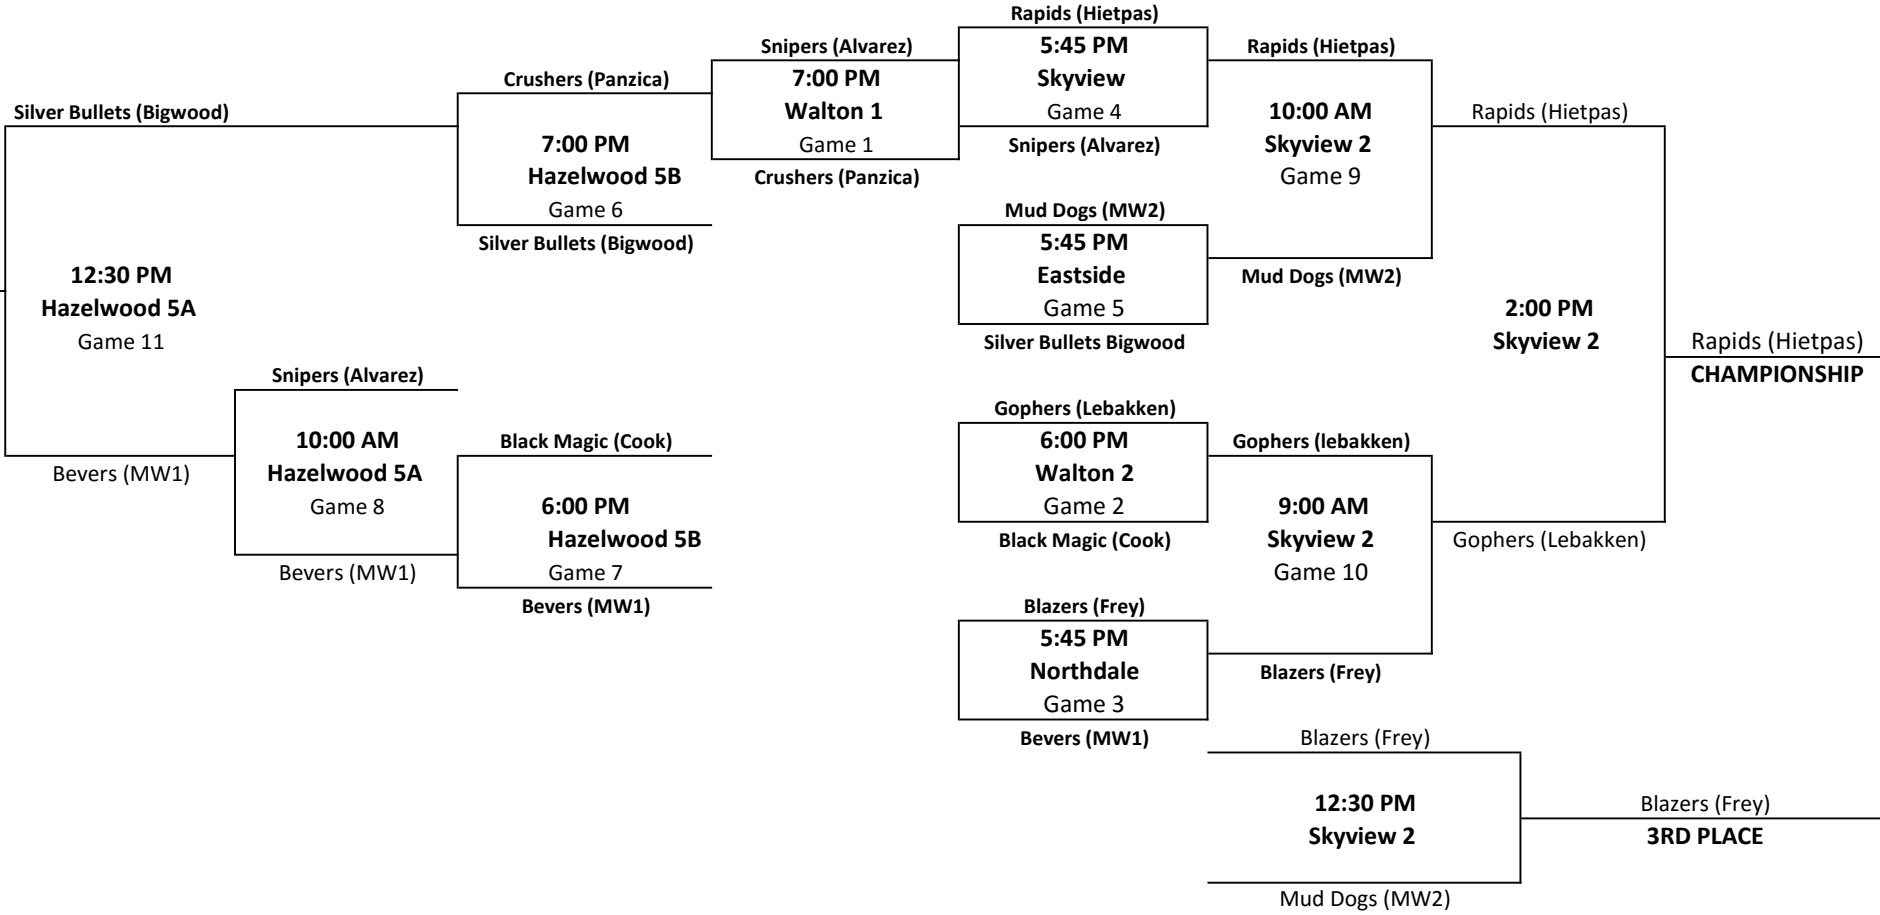 Rapids (Hietpas)
Snipers (Alvarez)
5:45 PM
Rapids (Hietpas)
Crushers (Panzica)
7:00 PM
Skyview
Silver Bullets (Bigwood)
Walton 1
Game 4
10:00 AM
Rapids (Hietpas)
7:00 PM
Game 1
Snipers (Alvarez)
Skyview 2
Hazelwood 5B
Crushers (Panzica)
Game 9
Game 6
Mud Dogs (MW2)
Silver Bullets (Bigwood)
5:45 PM
12:30 PM
Eastside
Mud Dogs (MW2)
Hazelwood 5A
Game 5
2:00 PM
Game 11
Silver Bullets Bigwood
Skyview 2
Rapids (Hietpas)
Snipers (Alvarez)
CHAMPIONSHIP
Gophers (Lebakken)
10:00 AM
Black Magic (Cook)
6:00 PM
Gophers (lebakken)
Bevers (MW1)
Hazelwood 5A
Walton 2
Game 8
6:00 PM
Game 2
9:00 AM
Hazelwood 5B
Black Magic (Cook)
Skyview 2
Gophers (Lebakken)
Bevers (MW1)
Game 7
Game 10
Bevers (MW1)
Blazers (Frey)
5:45 PM
Northdale
Blazers (Frey)
Game 3
Bevers (MW1)
Blazers (Frey)
12:30 PM
Blazers (Frey)
Skyview 2
3RD PLACE
Mud Dogs (MW2)